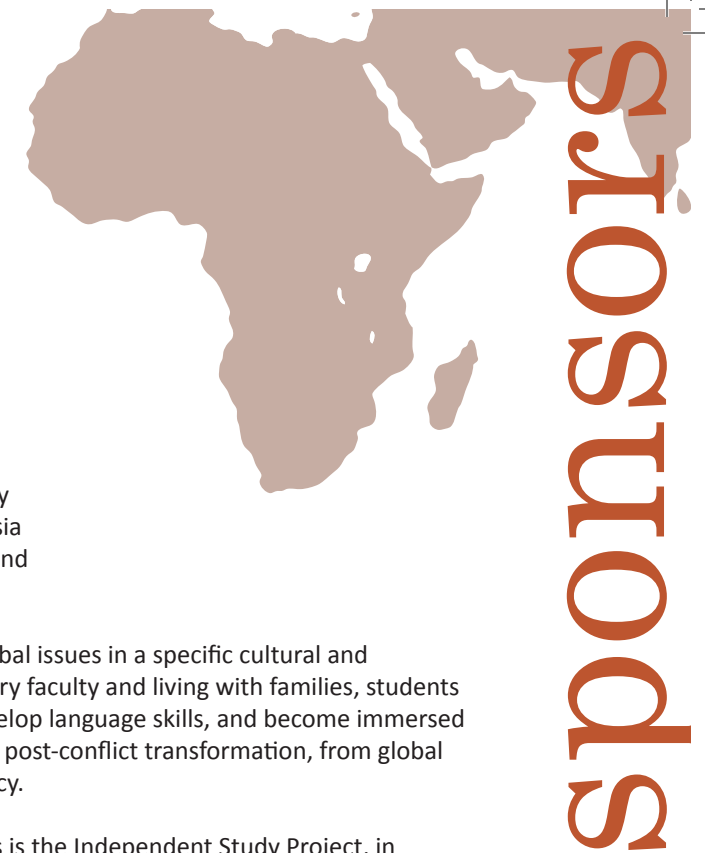 sponsors
y
sia
nd
bal issues in a specific cultural and
ry faculty and living with families, students
elop language skills, and become immersed
post-conflict transformation, from global
cy.
s is the Independent Study Project, in